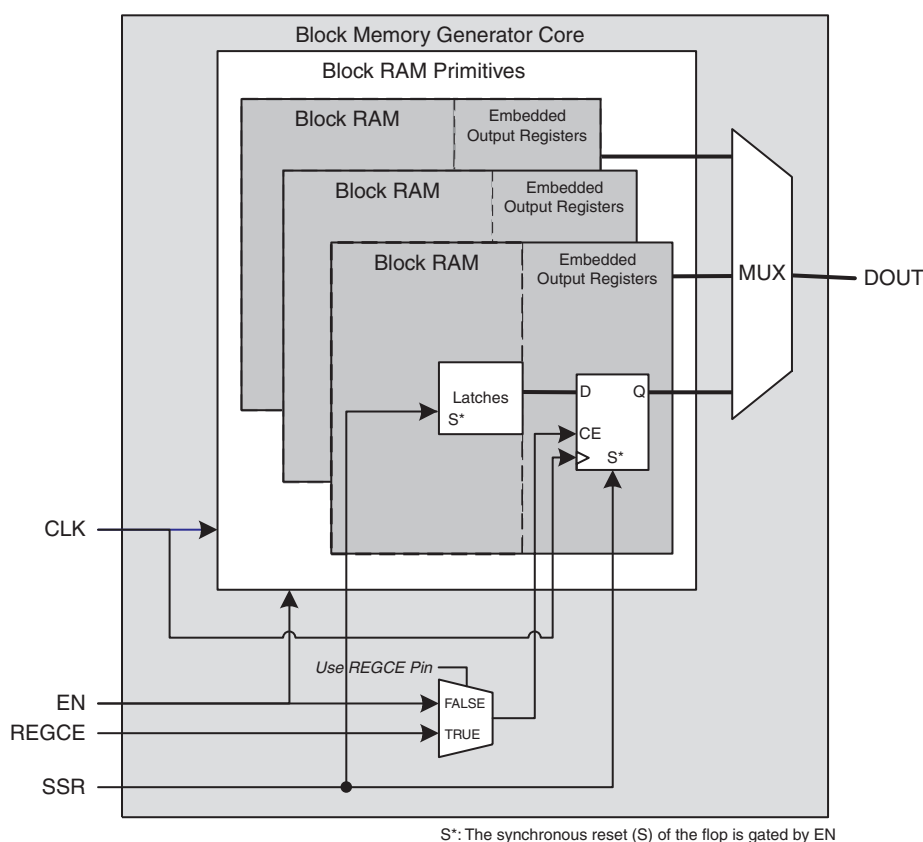 Block Memory Generator Core
Block RAM Primitives
Block RAM
Embedded
Output Registers
Block RAM
Embedded
Output Registers
Block RAM
Embedded
Output Registers
MUX
DOUT
Latches
S*
D
Q
CE
S*
CLK
Use REGCE Pin
EN
FALSE
REGCE
TRUE
SSR
S*: The synchronous reset (S) of the flop is gated by EN